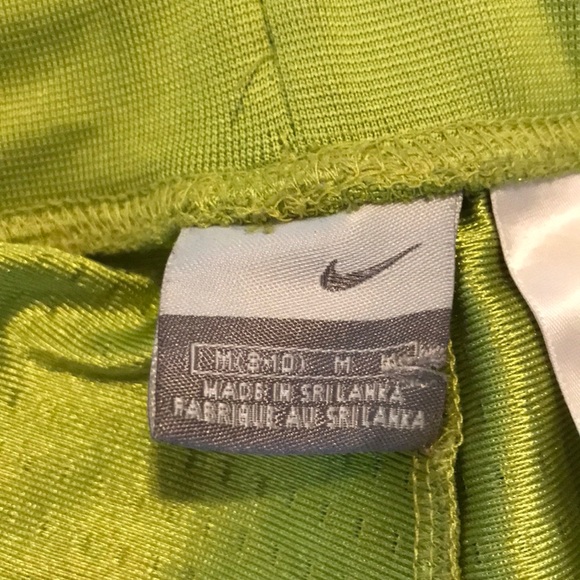 M(8-10) M M
MADE IN SRI LANKA
FABRIQUE AU SRI LANKA